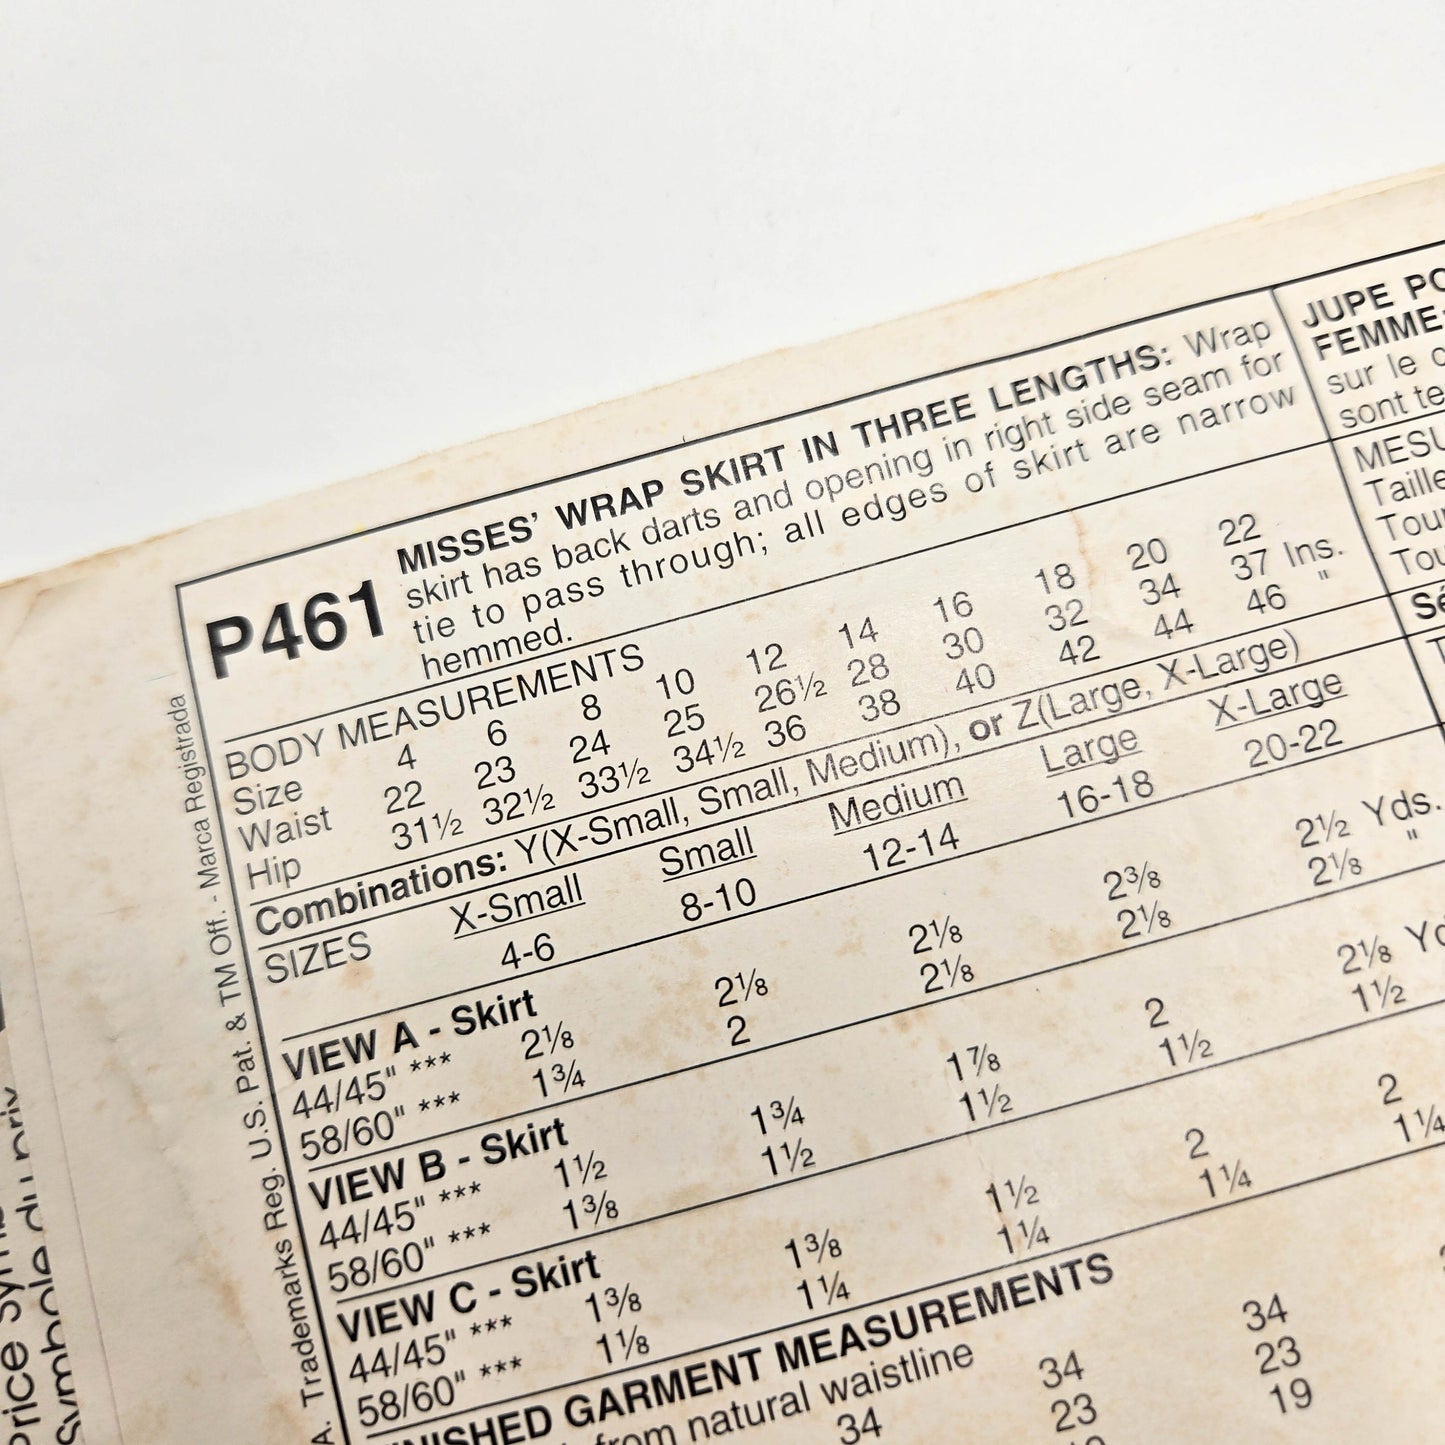 P461
MISSES' WRAP SKIRT IN THREE LENGTHS: Wrap
skirt has back darts and opening in right side seam for
tie to pass through; all edges of skirt are narrow
hemmed.
BODY MEASUREMENTS
Size 4 6 8 10 12 14 16 18 20 22
Waist 22 23 24 25 26½ 28 30 32 34 37 Ins.
Hip 31½ 32½ 33½ 34½ 36 38 40 42 44 46 "
Combinations: Y(X-Small, Small, Medium), or Z(Large, X-Large)
SIZES X-Small Small Medium Large X-Large
4-6 8-10 12-14 16-18 20-22
VIEW A - Skirt
44/45" *** 2⅛ 2⅛ 2⅛ 2⅜ 2½ Yds.
58/60" *** 1¾ 2 2⅛ 2⅛ 2⅛ "
VIEW B - Skirt
44/45" *** 1½ 1¾ 1⅞ 2 2⅛
58/60" *** 1⅜ 1½ 1½ 1½ 1½
VIEW C - Skirt
44/45" *** 1⅜ 1⅜ 1½ 2 2
58/60" *** 1⅛ 1¼ 1¼ 1¼ 1¼
FINISHED GARMENT MEASUREMENTS
from natural waistline
34 34 34
23 23
19
JUPE
FEMME:
sur le
sont
Taille
Trademarks Reg. U.S. Pat. & TM Off. - Marca Registrada
Price
du prix